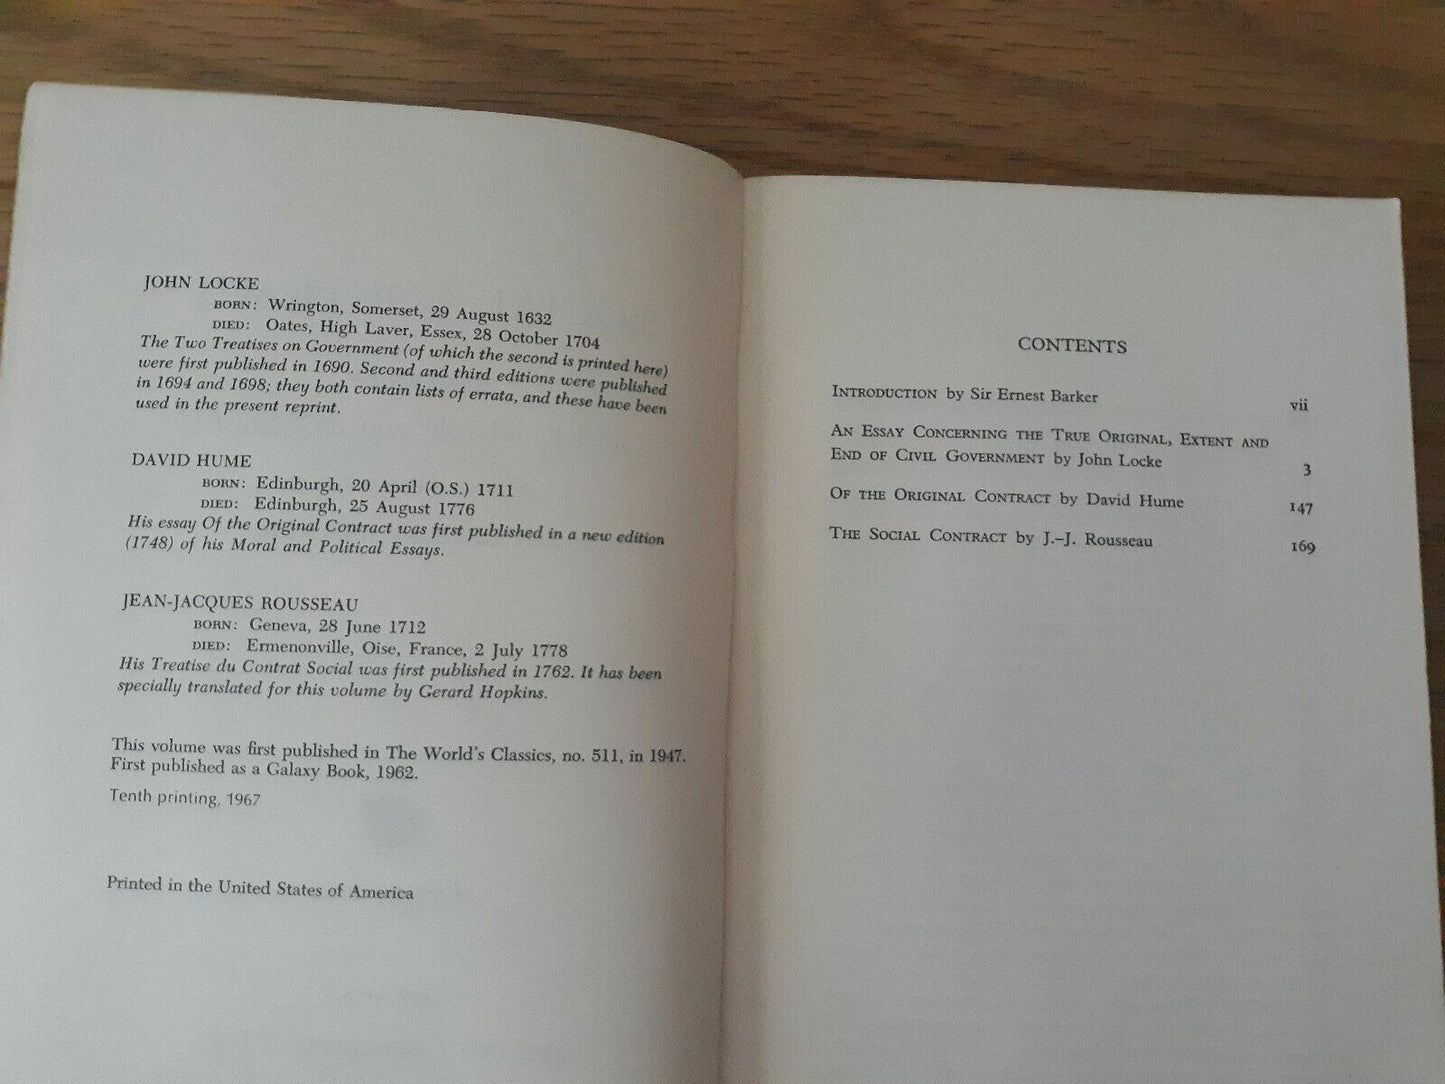 JOHN LOCKE
BORN: Wrington, Somerset, 29 August 1632
DIED: Oates, High Laver, Essex, 28 October 1704
The Two Treatises on Government (of which the second is printed here)
were first published in 1690. Second and third editions were published
in 1694 and 1698; they both contain lists of errata, and these have been
used in the present reprint.
DAVID HUME
BORN: Edinburgh, 20 April (O.S.) 1711
DIED: Edinburgh, 25 August 1776
His essay Of the Original Contract was first published in a new edition
(1748) of his Moral and Political Essays.
JEAN-JACQUES ROUSSEAU
BORN: Geneva, 28 June 1712
DIED: Ermenonville, Oise, France, 2 July 1778
His Treatise du Contrat Social was first published in 1762. It has been
specially translated for this volume by Gerard Hopkins.
This volume was first published in The World's Classics, no. 511, in 1947.
First published as a Galaxy Book, 1962.
Tenth printing, 1967
Printed in the United States of America
CONTENTS
INTRODUCTION by Sir Ernest Barker vii
AN ESSAY CONCERNING THE TRUE ORIGINAL, EXTENT AND
END OF CIVIL GOVERNMENT by John Locke 3
OF THE ORIGINAL CONTRACT by David Hume 147
THE SOCIAL CONTRACT by J.-J. Rousseau 169